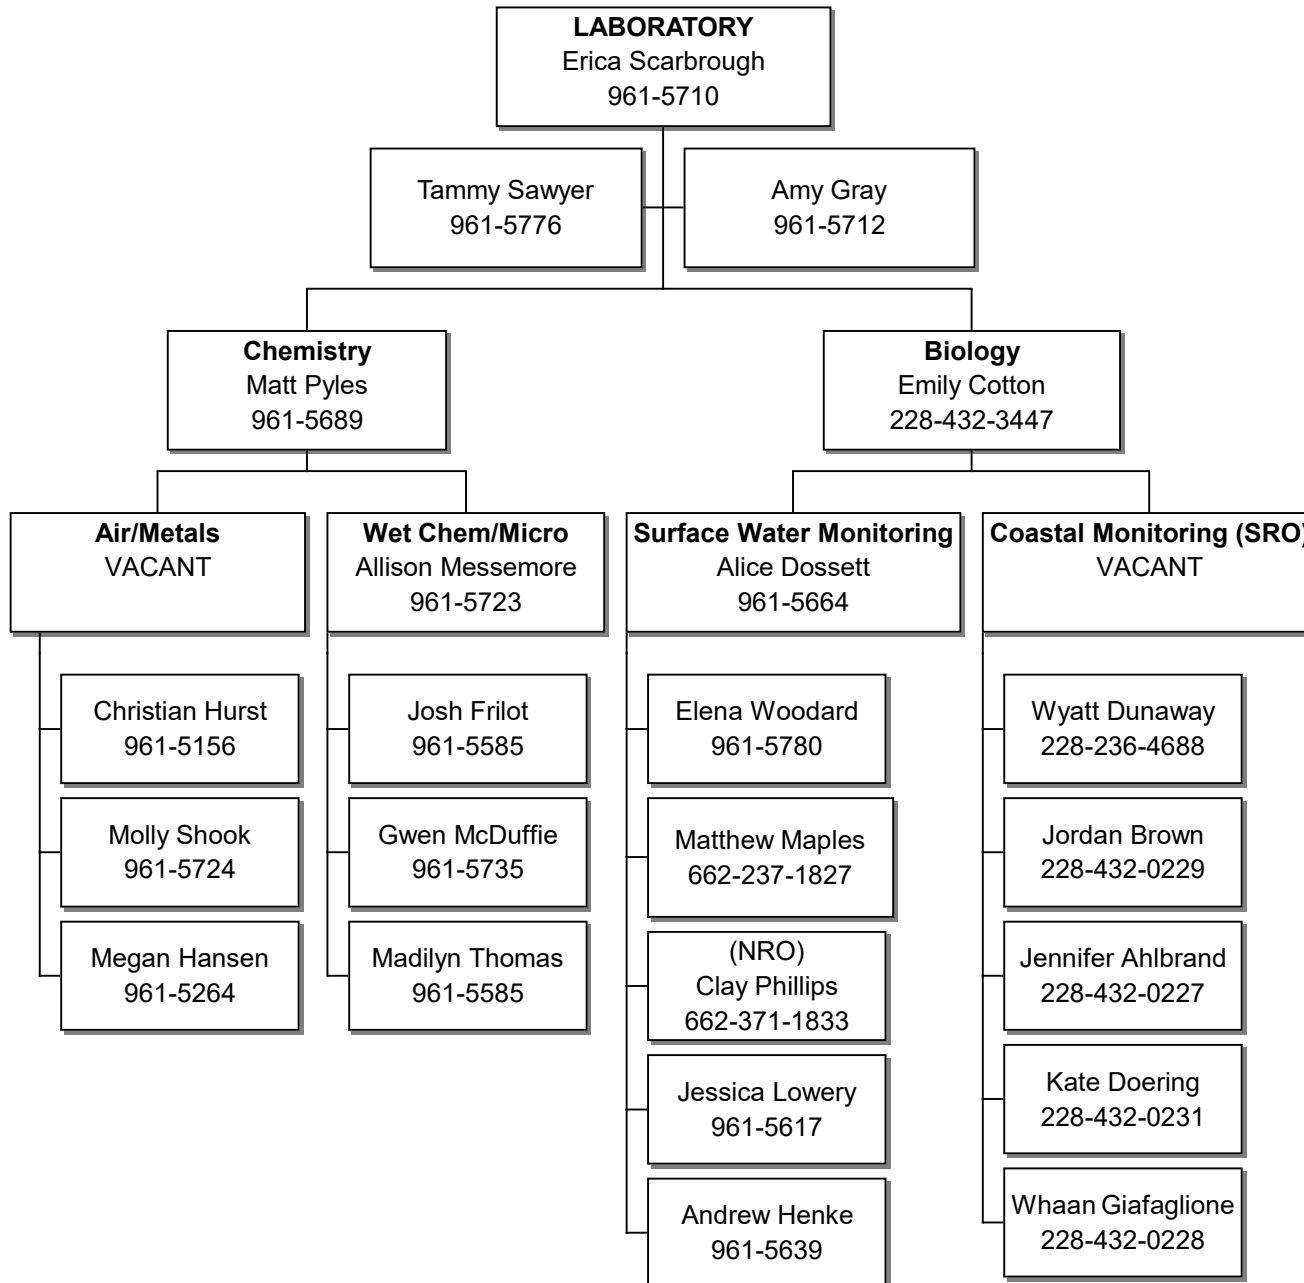 LABORATORY
Erica Scarbrough
961-5710
Tammy Sawyer
961-5776
Amy Gray
961-5712
Chemistry
Matt Pyles
961-5689
Biology
Emily Cotton
228-432-3447
Air/Metals
VACANT
Wet Chem/Micro
Allison Messemore
961-5723
Surface Water Monitoring
Alice Dossett
961-5664
Coastal Monitoring (SRO)
VACANT
Christian Hurst
961-5156
Molly Shook
961-5724
Megan Hansen
961-5264
Josh Frilot
961-5585
Gwen McDuffie
961-5735
Madilyn Thomas
961-5585
Elena Woodard
961-5780
Matthew Maples
662-237-1827
(NRO)
Clay Phillips
662-371-1833
Jessica Lowery
961-5617
Andrew Henke
961-5639
Wyatt Dunaway
228-236-4688
Jordan Brown
228-432-0229
Jennifer Ahlbrand
228-432-0227
Kate Doering
228-432-0231
Whaan Giafaglione
228-432-0228